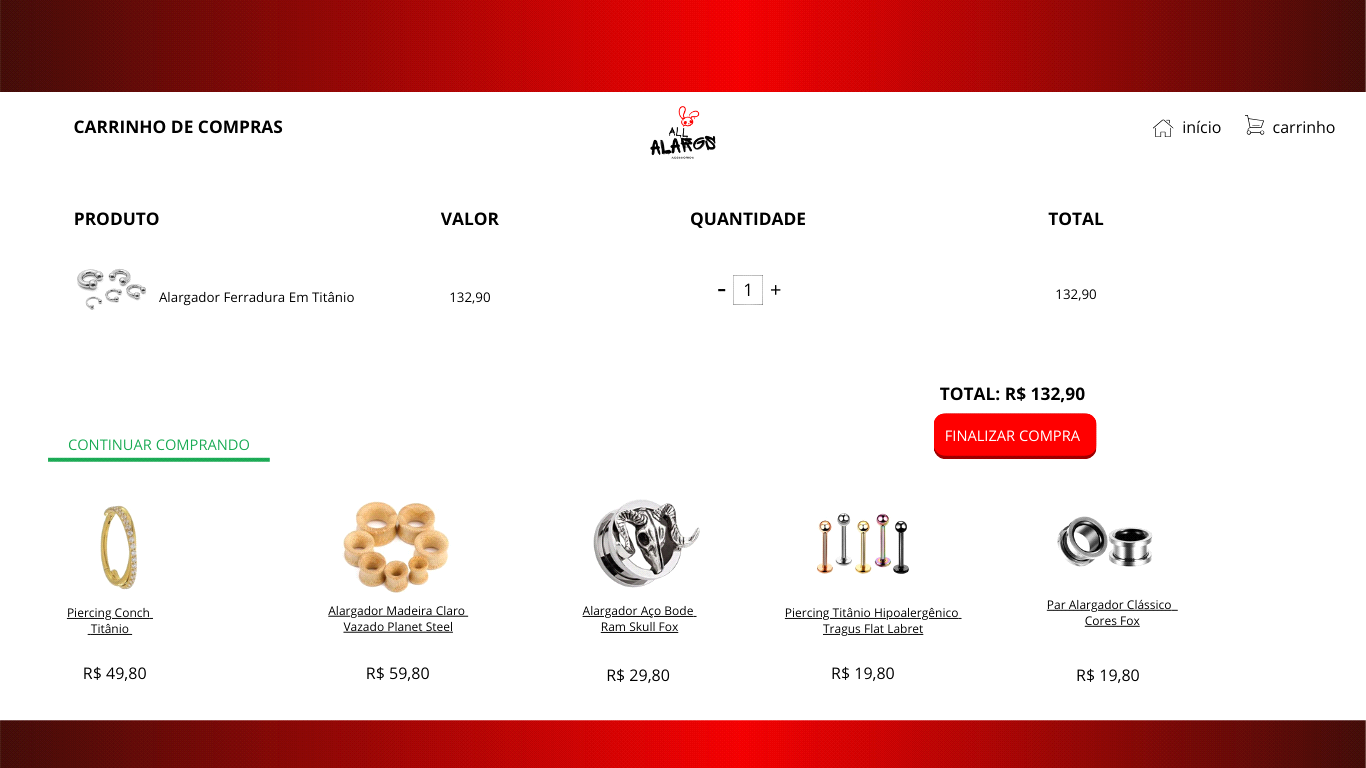 CARRINHO DE COMPRAS
ALL
ALARGS
ACCESSORIOS
início
carrinho
PRODUTO VALOR QUANTIDADE TOTAL
Alargador Ferradura Em Titânio 132,90 - 1 + 132,90
TOTAL: R$ 132,90
FINALIZAR COMPRA
CONTINUAR COMPRANDO
Piercing Conch
Titânio
R$ 49,80
Alargador Madeira Claro
Vazado Planet Steel
R$ 59,80
Alargador Aço Bode
Ram Skull Fox
R$ 29,80
Piercing Titânio Hipoalergênico
Tragus Flat Labret
R$ 19,80
Par Alargador Clássico
Cores Fox
R$ 19,80